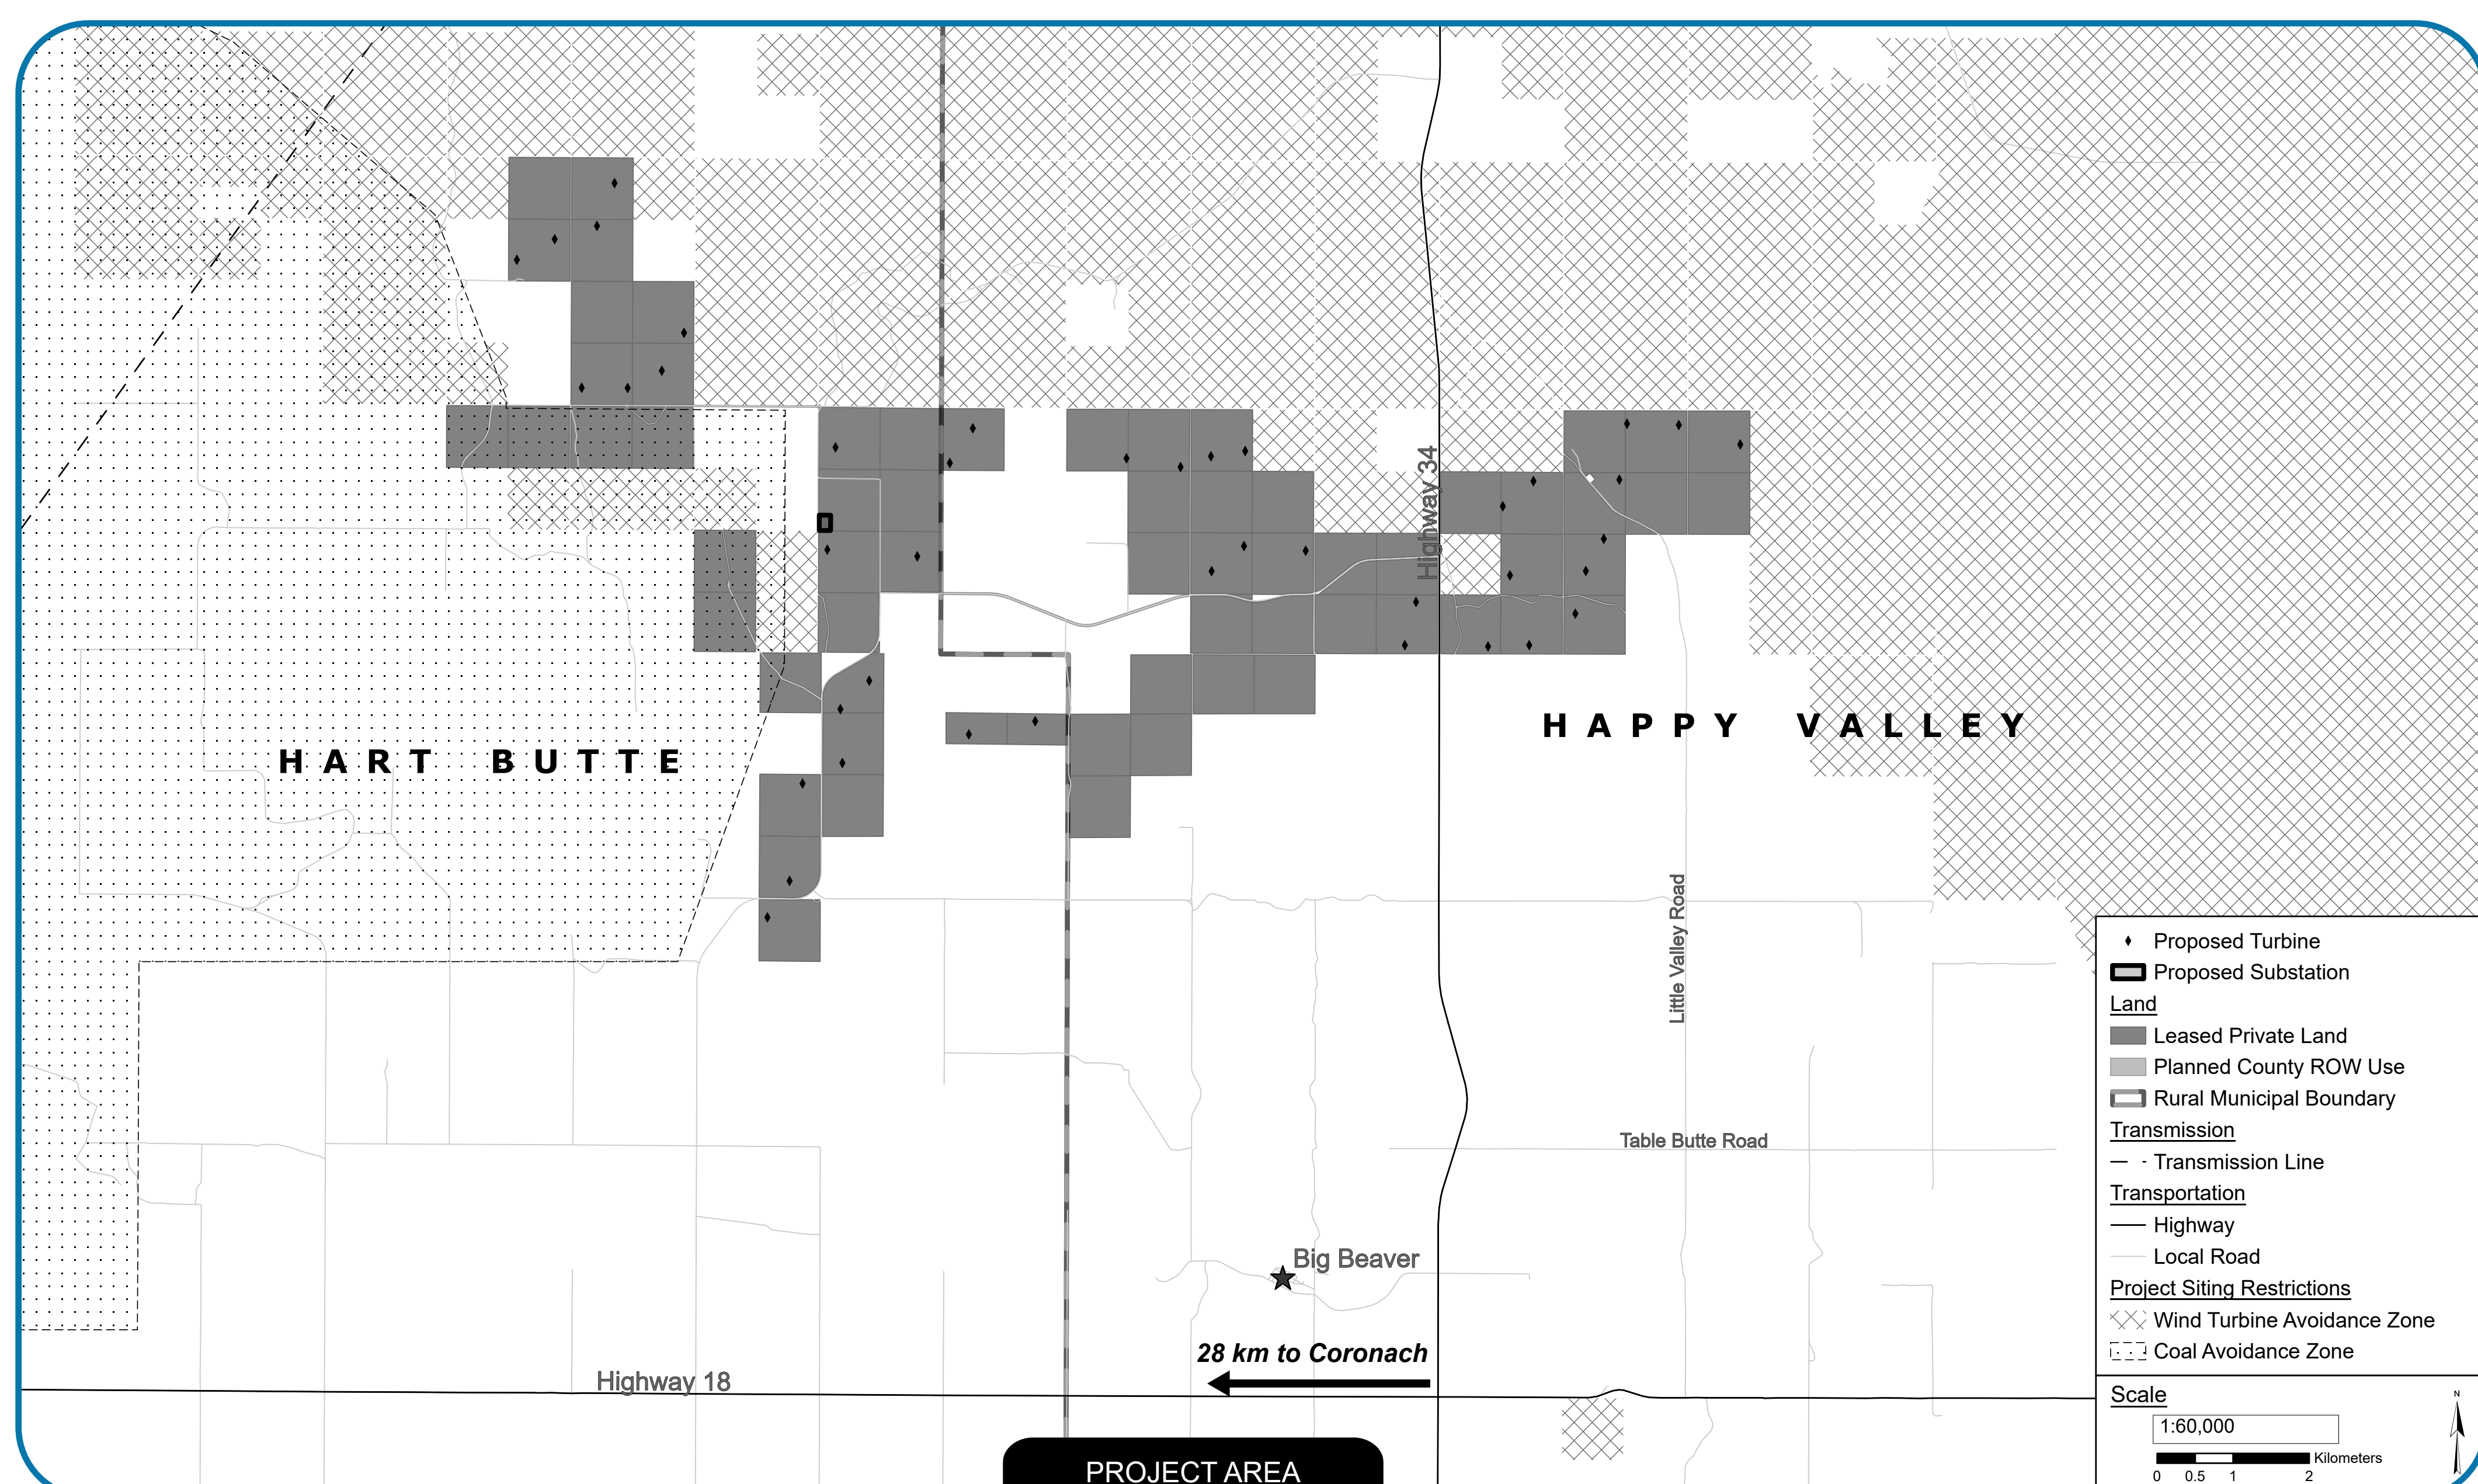 Highway 34
HAPPY VALLEY
HART BUTTE
Little Valley Road
Table Butte Road
Big Beaver
28 km to Coronach
Highway 18
PROJECT AREA
Proposed Turbine
Proposed Substation
Land
Leased Private Land
Planned County ROW Use
Rural Municipal Boundary
Transmission
Transmission Line
Transportation
Highway
Local Road
Project Siting Restrictions
Wind Turbine Avoidance Zone
Coal Avoidance Zone
Scale
1:60,000
Kilometers
0 0.5 1 2
N